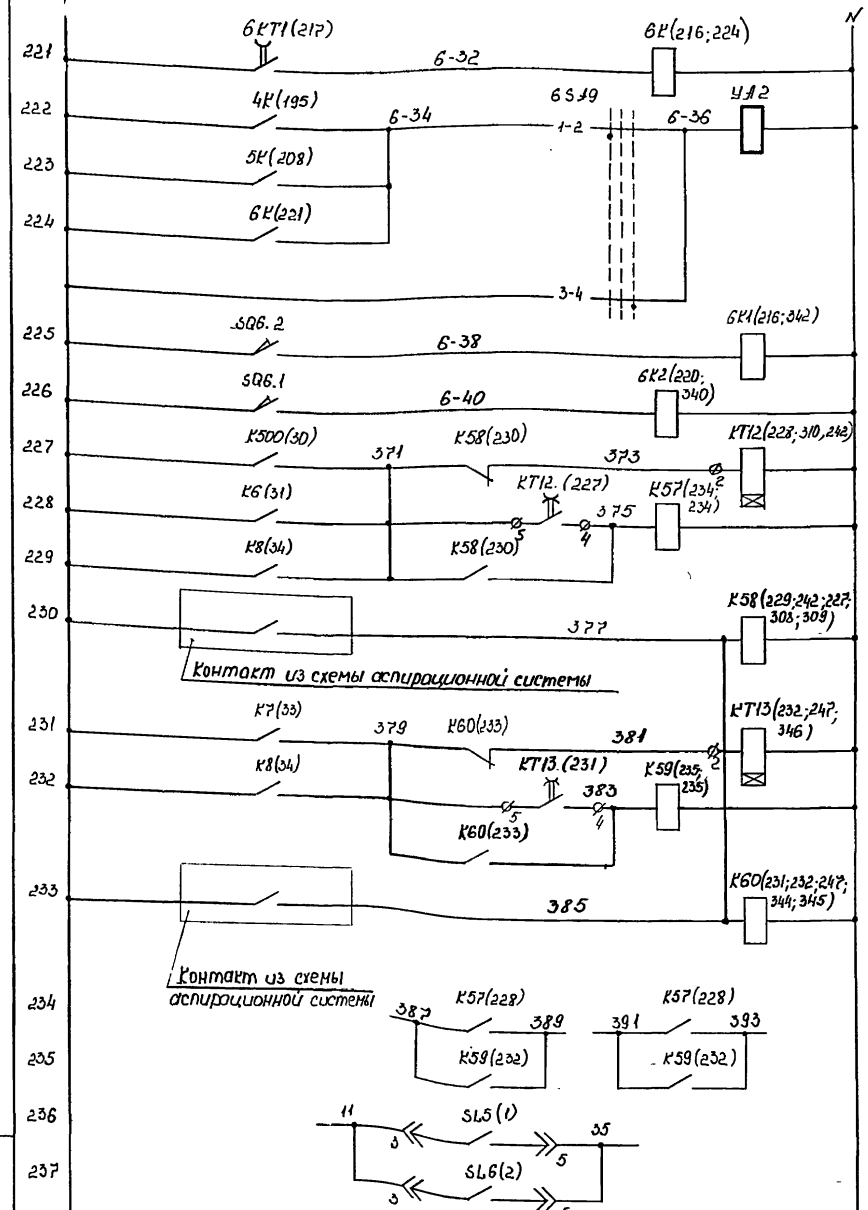 N
221
6КТ1(217)
6-32
6К(216;224)
222
4К(195)
6-34
6SA9
1-2
6-36
УА2
223
5К(208)
224
6К(221)
3-4
225
SQ6.2
6-38
6К1(216;342)
226
SQ6.1
6-40
6К2(220;
340)
227
К500(30)
371
К58(230)
373
2
КТ12(228;310,242)
228
К6(31)
5
КТ12.(227)
4
375
К57(234;
234)
229
К8(34)
К58(230)
230
377
К58(229;242;227;
308;309)
Контакт из схемы аспирационной системы
231
К7(33)
379
К60(233)
381
2
КТ13(232;247;
346)
232
К8(34)
5
КТ13.(231)
4
383
К59(235;
235)
К60(233)
233
385
К60(231;232;247;
344;345)
Контакт из схемы
аспирационной системы
234
387
К57(228)
389
391
К57(228)
393
235
К59(232)
К59(232)
236
11
3
SL5(1)
5
35
237
3
SL6(2)